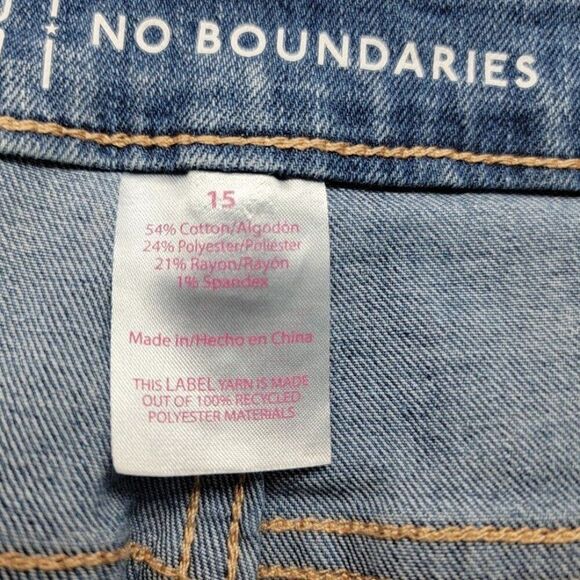 NO BOUNDARIES
15
54% Cotton/Algodón
24% Polyester/Poliéster
21% Rayon/Rayón
1% Spandex
Made in/Hecho en China
THIS LABEL YARN IS MADE
OUT OF 100% RECYCLED
POLYESTER MATERIALS